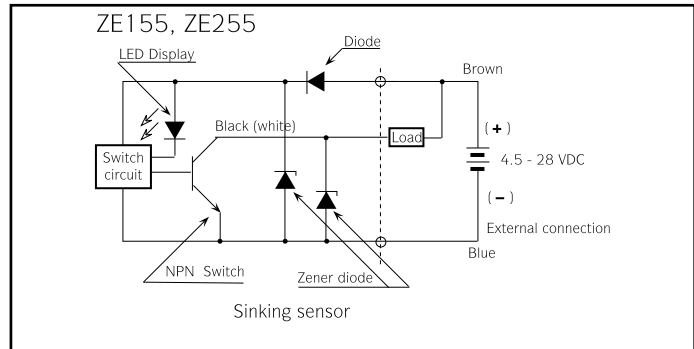 ZE155, ZE255
Diode
LED Display
Brown
Black (white)
(+)
Load
Switch
circuit
4.5 - 28 VDC
(-)
External connection
Blue
NPN Switch
Zener diode
Sinking sensor